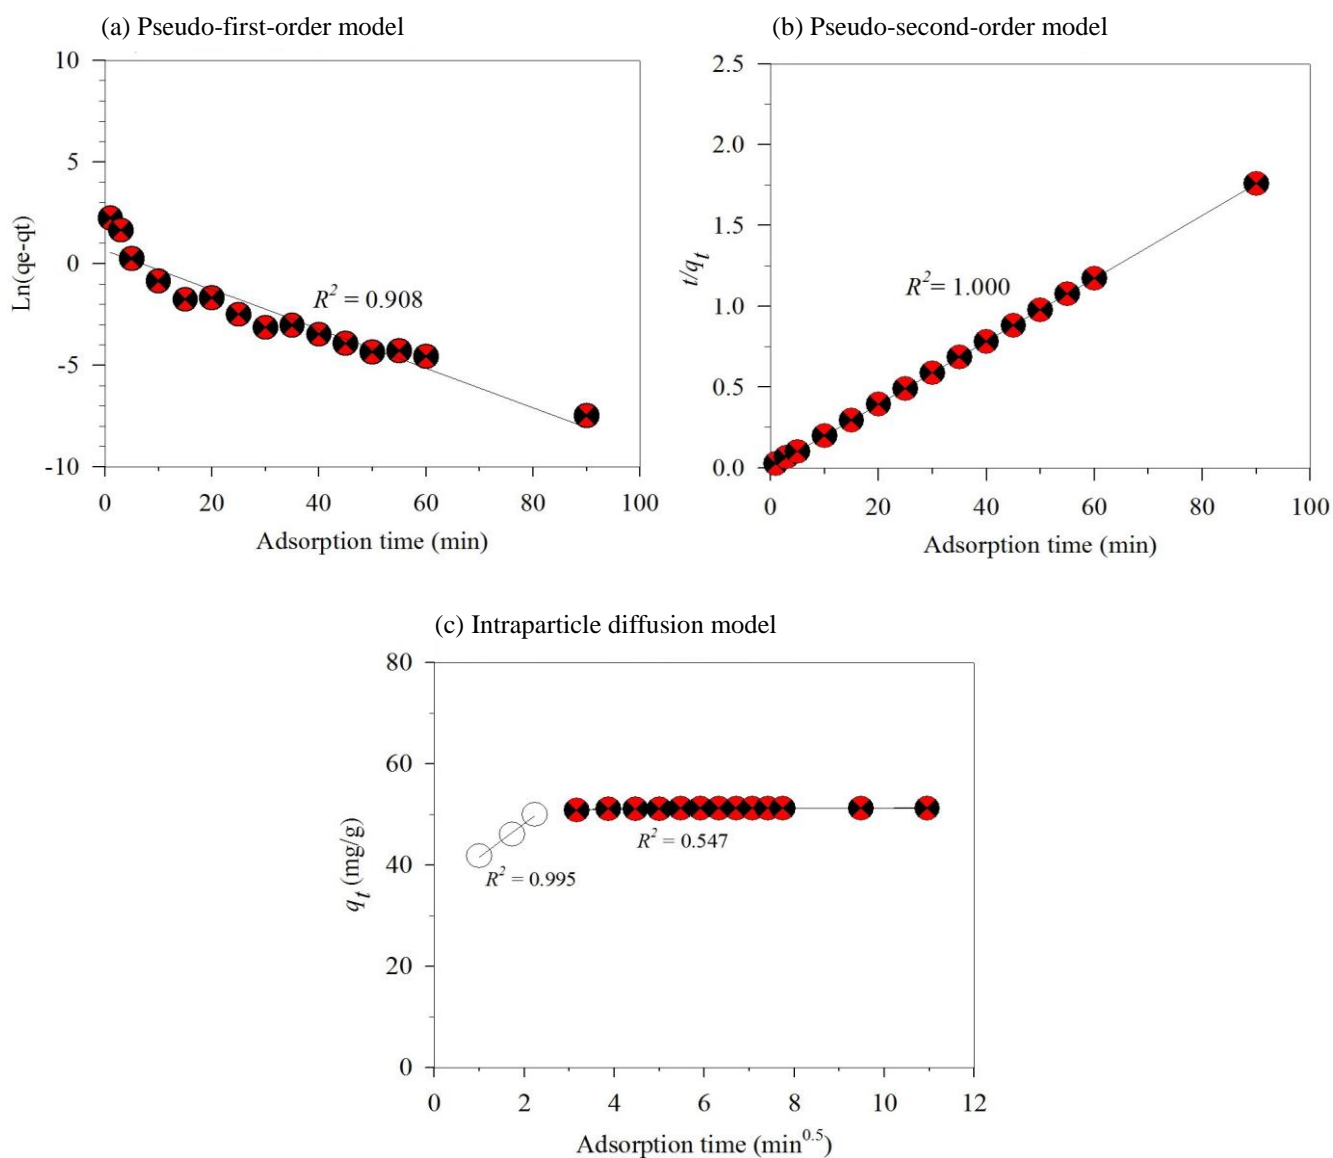 (a) Pseudo-first-order model
10
5
0
-5
-10
Ln(qe-qt)
R² = 0.908
0 20 40 60 80 100
Adsorption time (min)
(b) Pseudo-second-order model
2.5
2.0
1.5
1.0
0.5
0.0
t/qₜ
R²= 1.000
0 20 40 60 80 100
Adsorption time (min)
(c) Intraparticle diffusion model
80
60
40
20
0
qₜ (mg/g)
R² = 0.547
R² = 0.995
0 2 4 6 8 10 12
Adsorption time (min⁰·⁵)